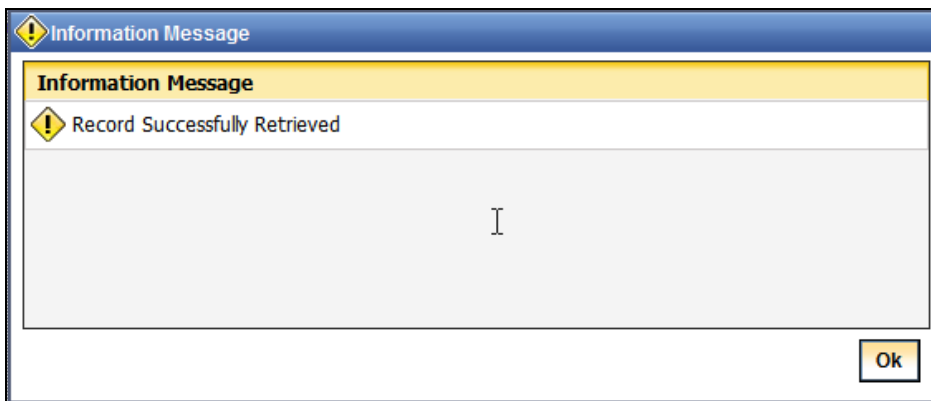 Information Message
Information Message
Record Successfully Retrieved
Ok